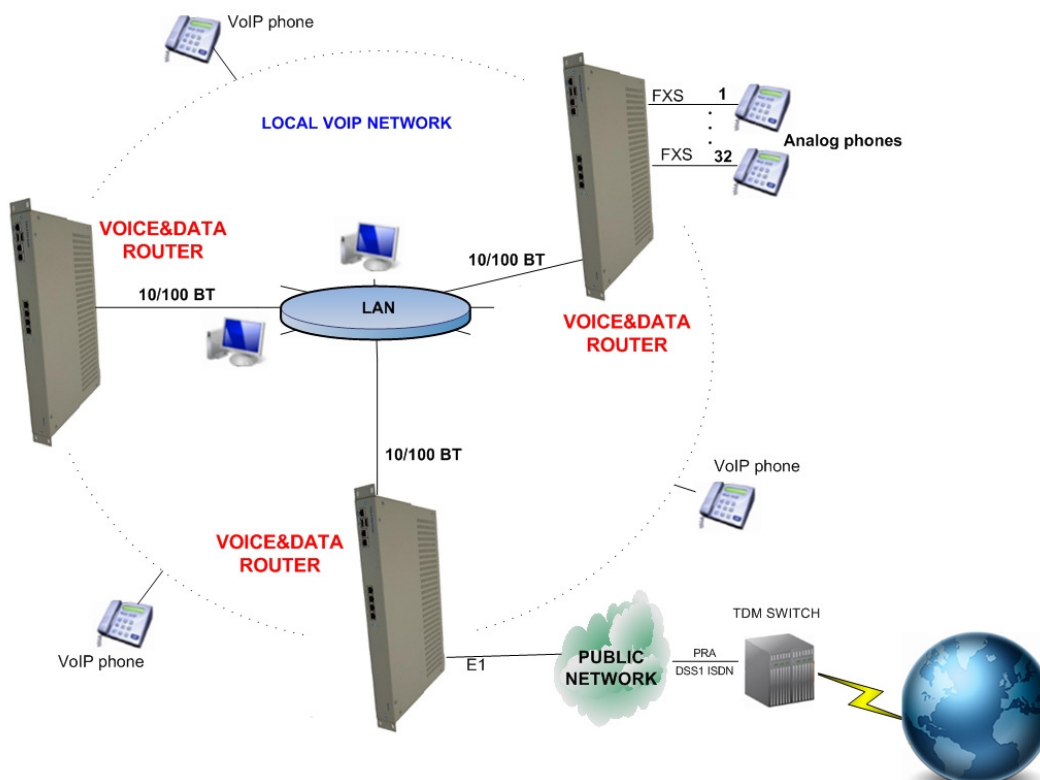 VoIP phone
LOCAL VOIP NETWORK
FXS 1
FXS 32
Analog phones
VOICE&DATA
ROUTER
10/100 BT
10/100 BT
LAN
VOICE&DATA
ROUTER
10/100 BT
VoIP phone
VOICE&DATA
ROUTER
VoIP phone
E1
PUBLIC
NETWORK
PRA
DSS1 ISDN
TDM SWITCH